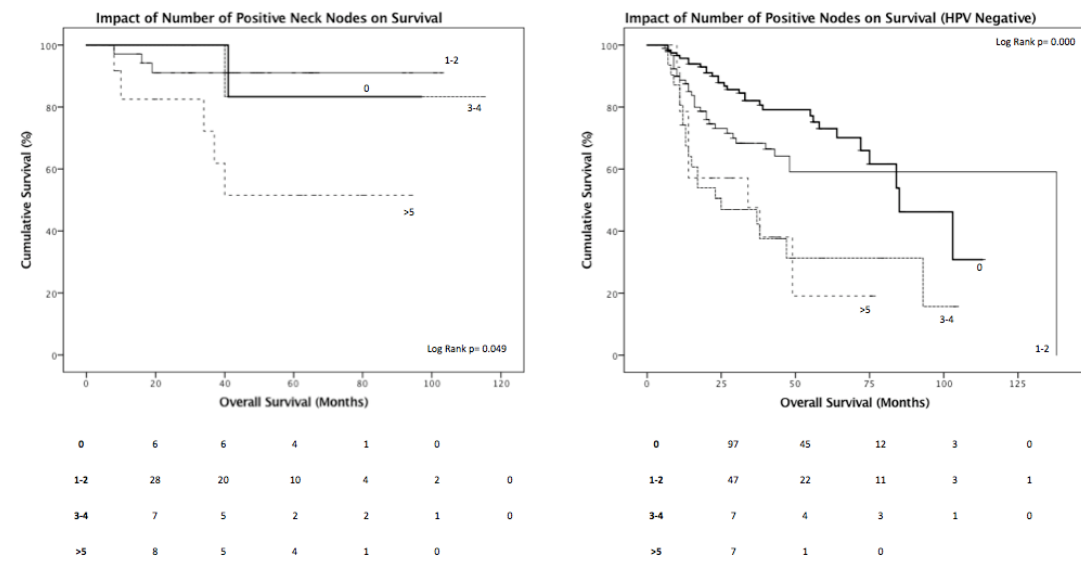 Impact of Number of Positive Neck Nodes on Survival
100
80
60
40
20
0
Cumulative Survival (%)
1-2
0
3-4
>5
Log Rank p= 0.049
0 20 40 60 80 100 120
Overall Survival (Months)
0 6 6 4 1 0
1-2 28 20 10 4 2 0
3-4 7 5 2 2 1 0
>5 8 5 4 1 0
Impact of Number of Positive Nodes on Survival (HPV Negative)
Log Rank p= 0.000
100
80
60
40
20
0
Cumulative Survival (%)
0
>5
3-4
1-2
0 25 50 75 100 125
Overall Survival (Months)
0 97 45 12 3 0
1-2 47 22 11 3 1
3-4 7 4 3 1 0
>5 7 1 0